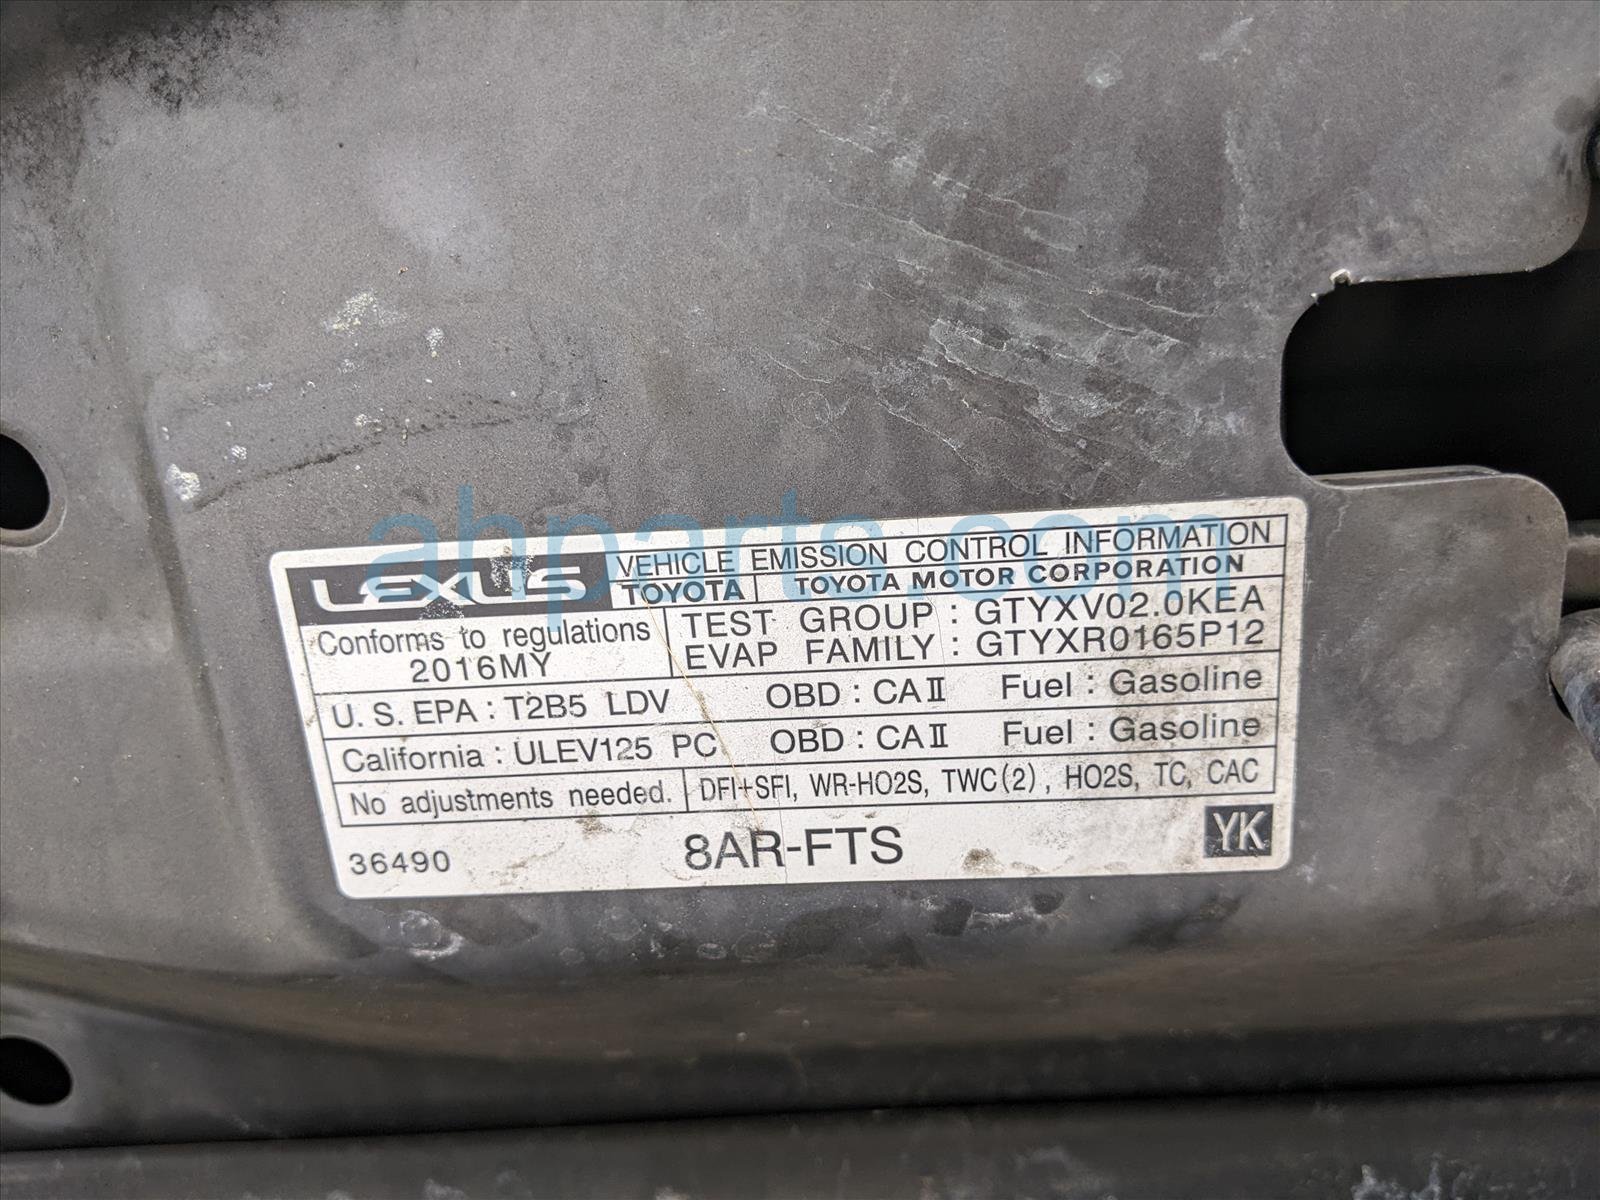 ahparts.com
LEXUS VEHICLE EMISSION CONTROL INFORMATION
TOYOTA TOYOTA MOTOR CORPORATION
Conforms to regulations
2016MY
TEST GROUP : GTYXV02.0KEA
EVAP FAMILY : GTYXR0165P12
U.S. EPA : T2B5 LDV OBD : CAⅡ Fuel : Gasoline
California : ULEV125 PC OBD : CAⅡ Fuel : Gasoline
No adjustments needed. DFI+SFI, WR-HO2S, TWC(2), HO2S, TC, CAC
36490 8AR-FTS YK